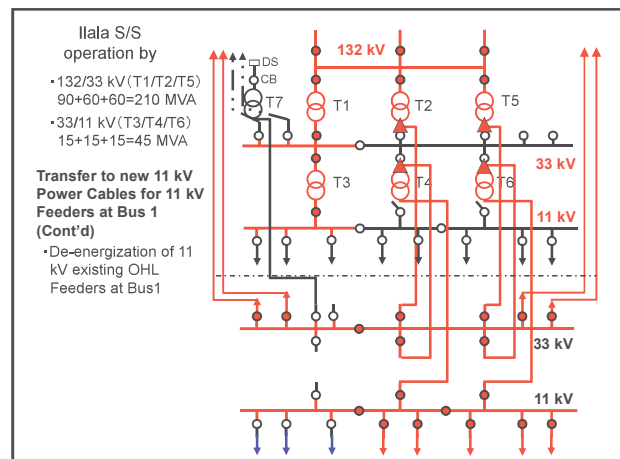 Ilala S/S
operation by
・132/33 kV(T1/T2/T5)
90+60+60=210 MVA
・33/11 kV(T3/T4/T6)
15+15+15=45 MVA
Transfer to new 11 kV
Power Cables for 11 kV
Feeders at Bus 1
(Cont'd)
・De-energization of 11
kV existing OHL
Feeders at Bus1
DS
CB
T7
132 kV
T1
T2
T5
33 kV
T3
T4
T6
11 kV
33 kV
11 kV